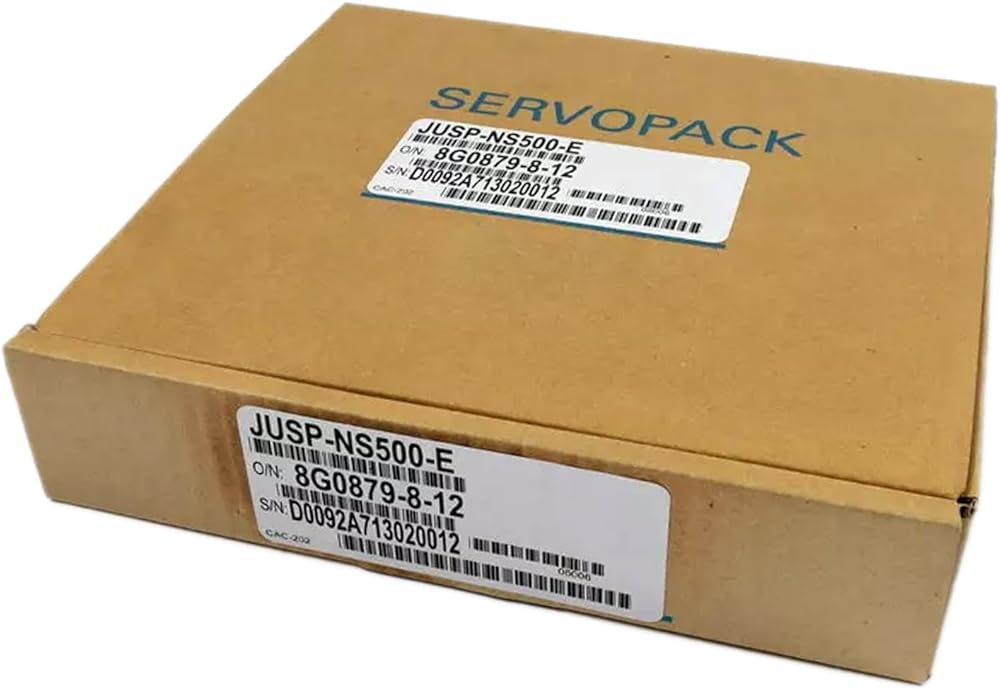 SERVOPACK
JUSP-NS500-E
O/N: 8G0879-8-12
S/N: D0092A713020012
CAC-202
JUSP-NS500-E
O/N: 8G0879-8-12
S/N: D0092A713020012
CAC-202